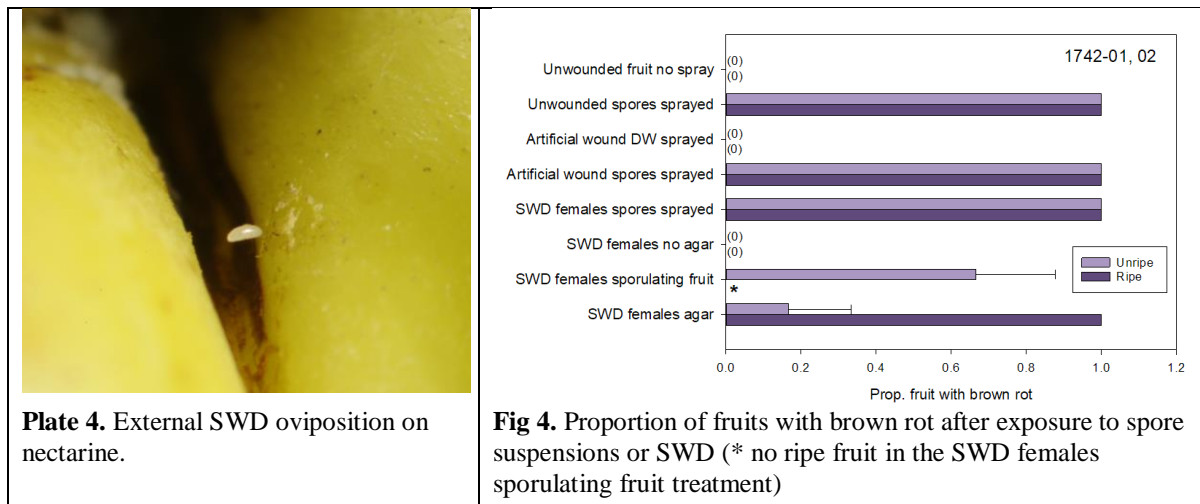 Plate 4. External SWD oviposition on
nectarine.
1742-01, 02
Unwounded fruit no spray
(0)
(0)
Unwounded spores sprayed
Artificial wound DW sprayed
(0)
(0)
Artificial wound spores sprayed
SWD females spores sprayed
SWD females no agar
(0)
(0)
SWD females sporulating fruit
*
SWD females agar
Unripe
Ripe
0.0 0.2 0.4 0.6 0.8 1.0 1.2
Prop. fruit with brown rot
Fig 4. Proportion of fruits with brown rot after exposure to spore
suspensions or SWD (* no ripe fruit in the SWD females
sporulating fruit treatment)